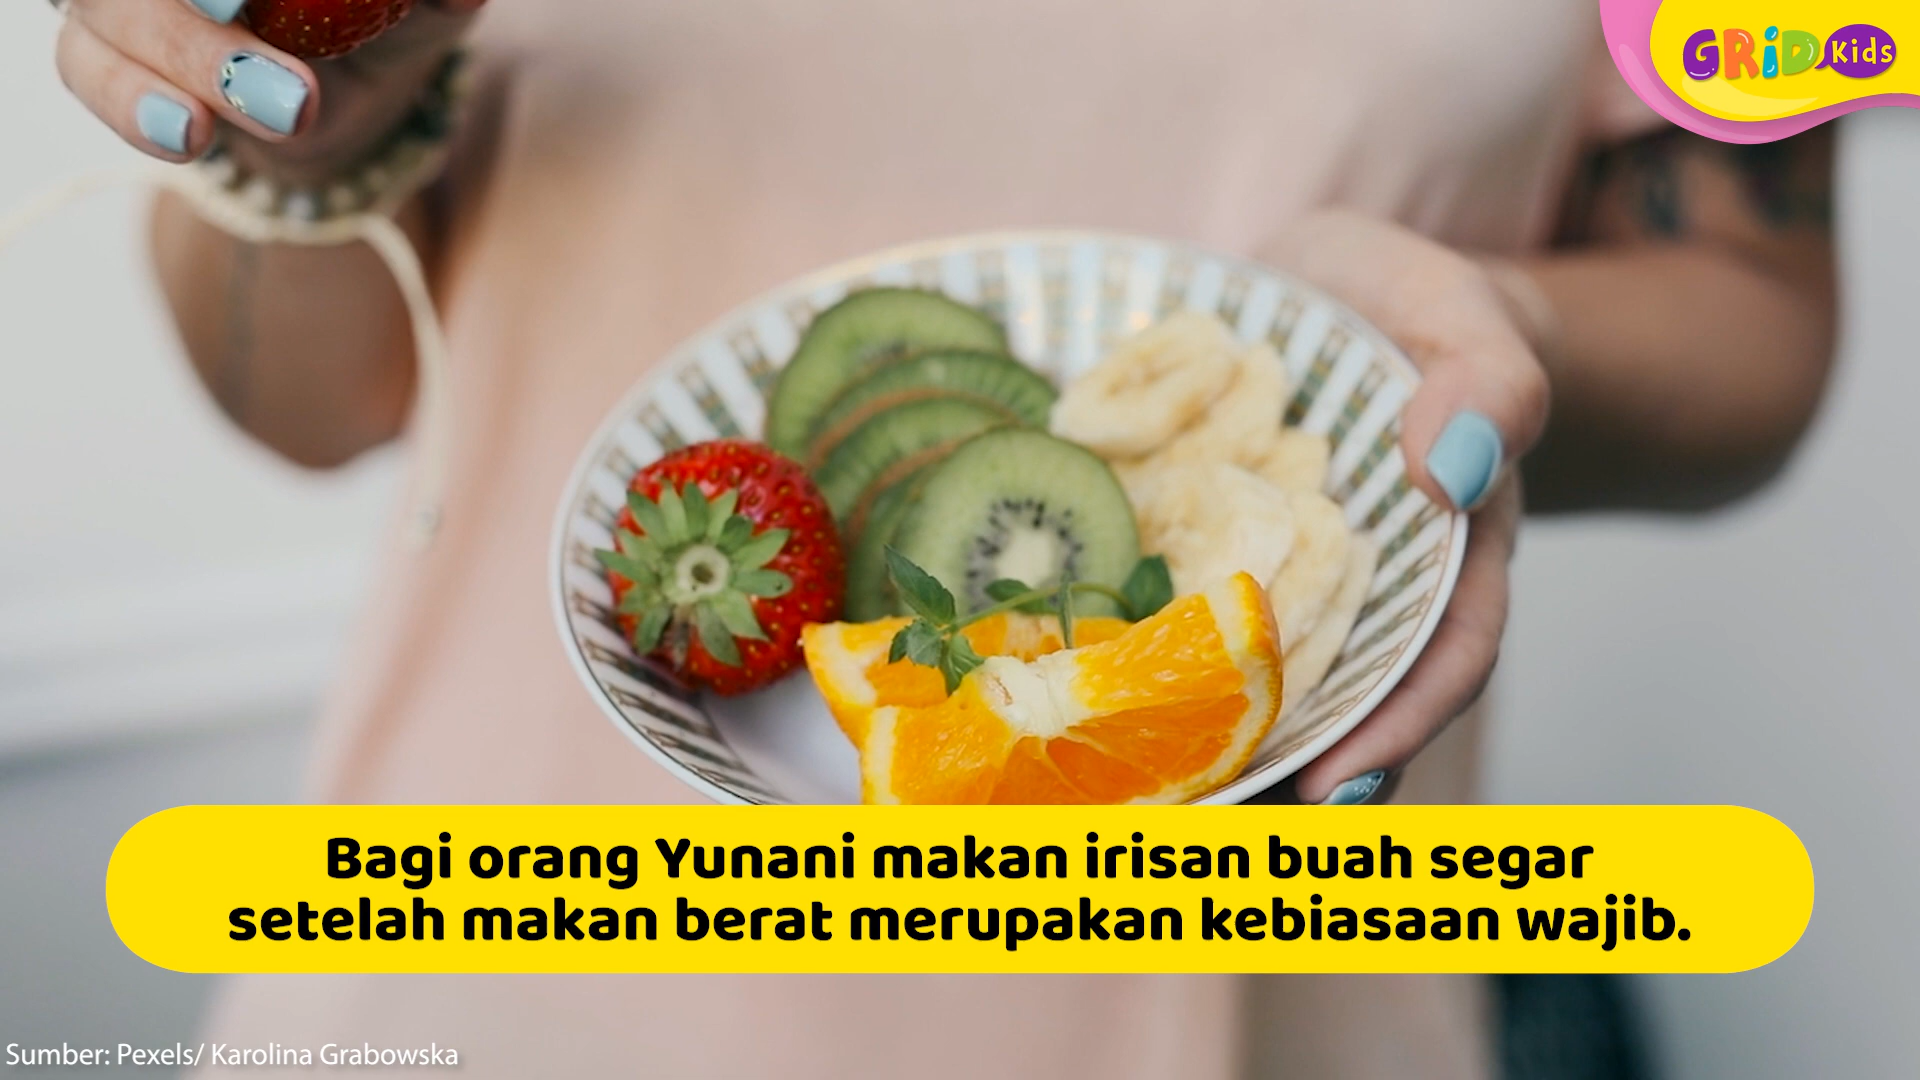 GRiD Kids
Bagi orang Yunani makan irisan buah segar
setelah makan berat merupakan kebiasaan wajib.
Sumber: Pexels/ Karolina Grabowska